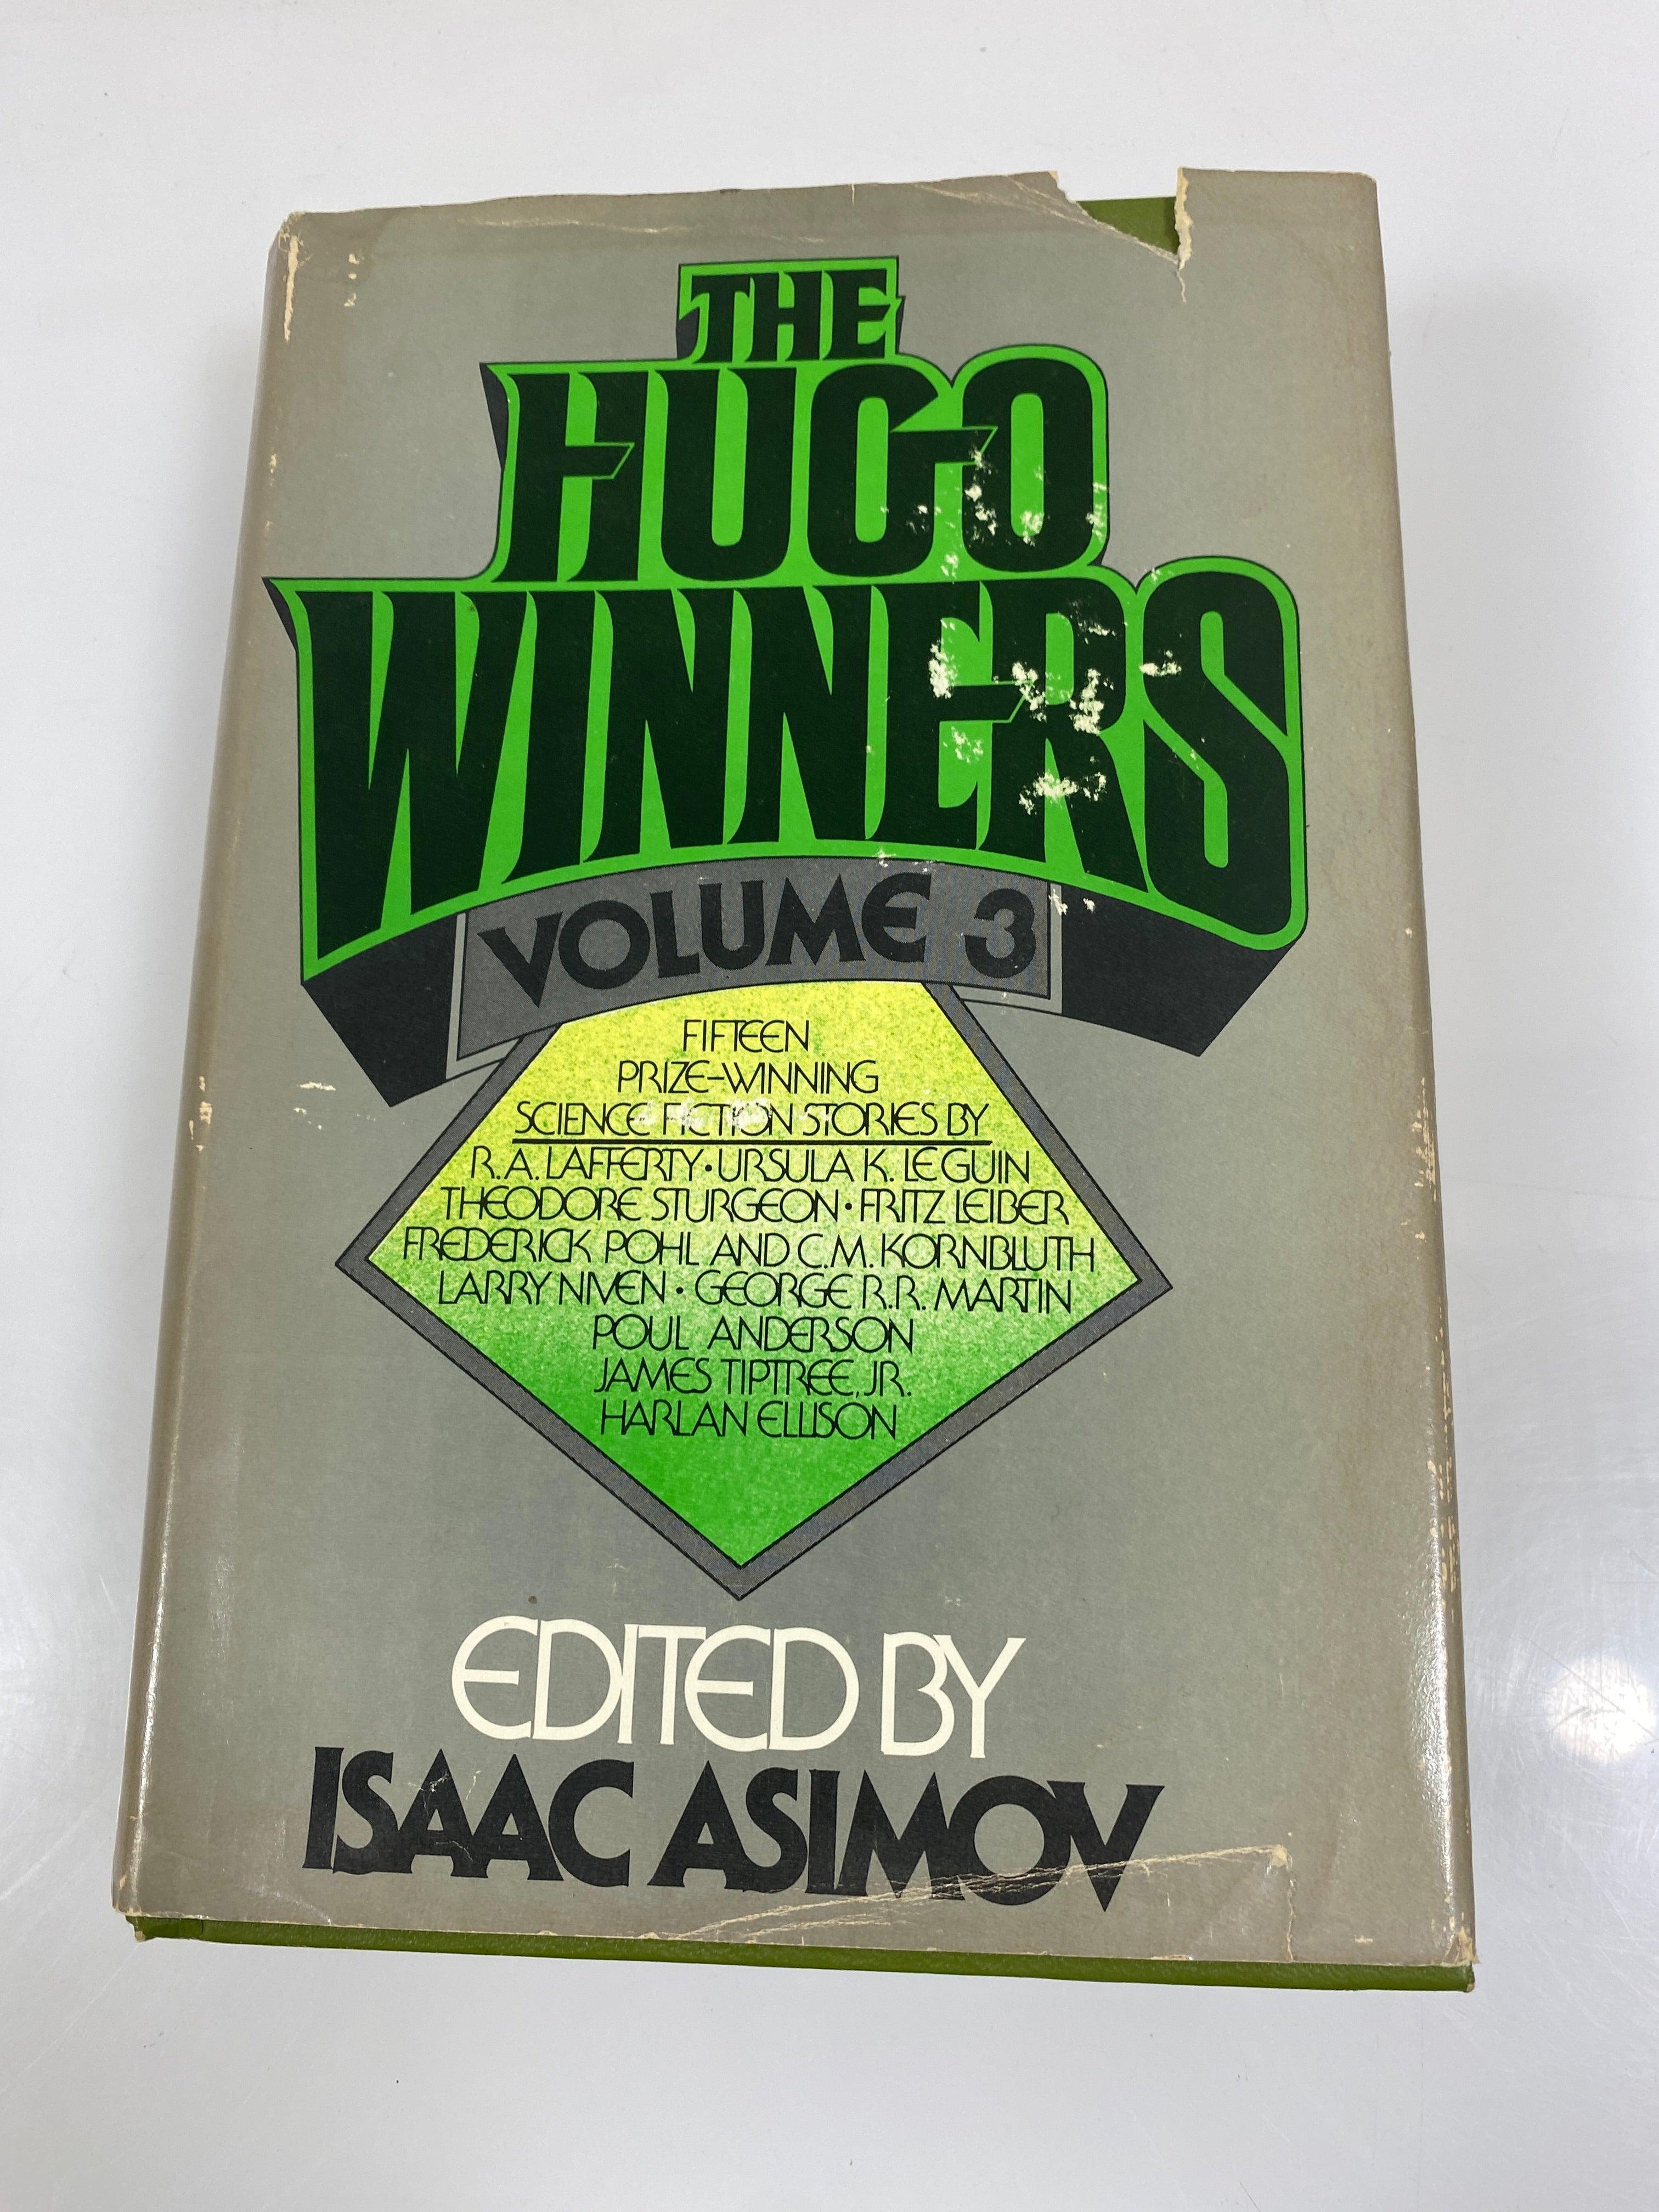 THE
HUGO
WINNERS
VOLUME 3
FIFTEEN
PRIZE-WINNING
SCIENCE FICTION STORIES BY
R.A. LAFFERTY • URSULA K. LE GUIN
THEODORE STURGEON • FRITZ LEIBER
FREDERICK POHL AND C.M. KORNBLUTH
LARRY NIVEN • GEORGE R.R. MARTIN
POUL ANDERSON
JAMES TIPTREE, JR.
HARLAN ELLISON
EDITED BY
ISAAC ASIMOV